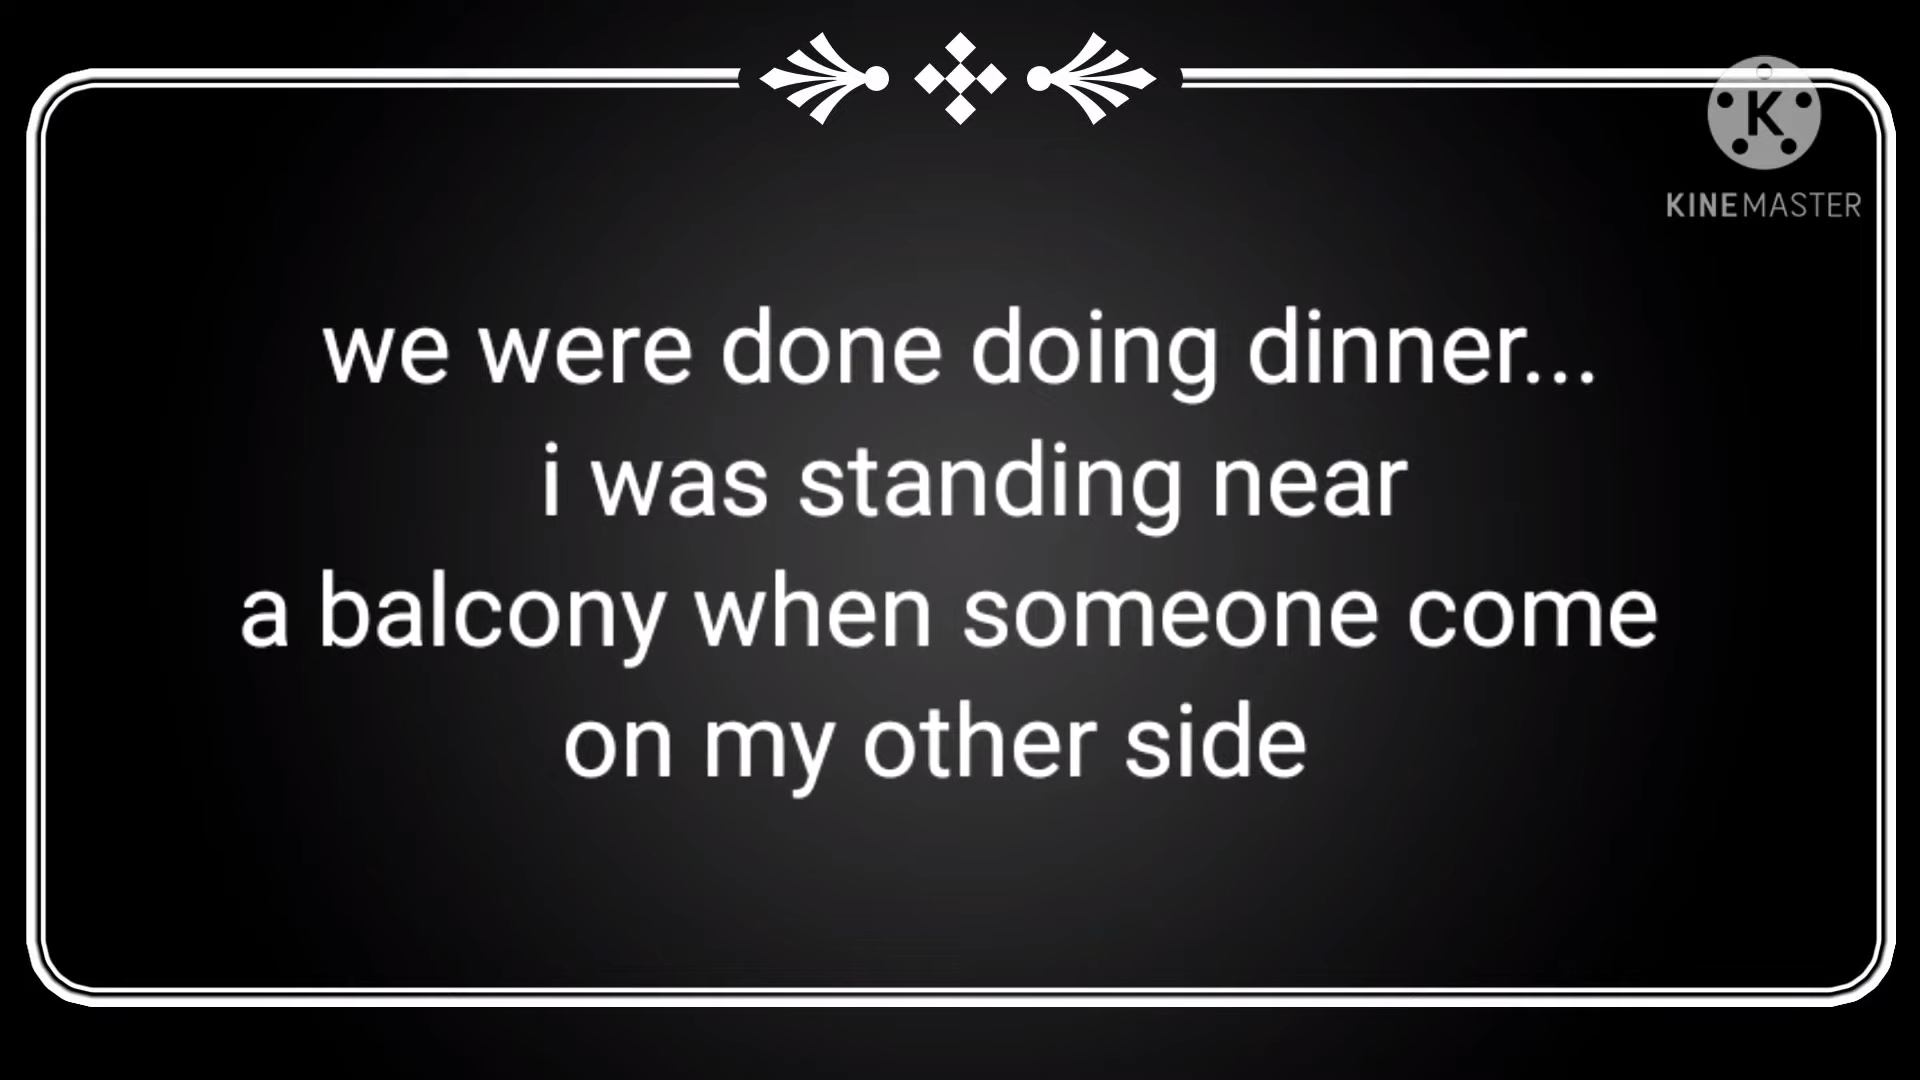 K
KINEMASTER
we were done doing dinner...
i was standing near
a balcony when someone come
on my other side